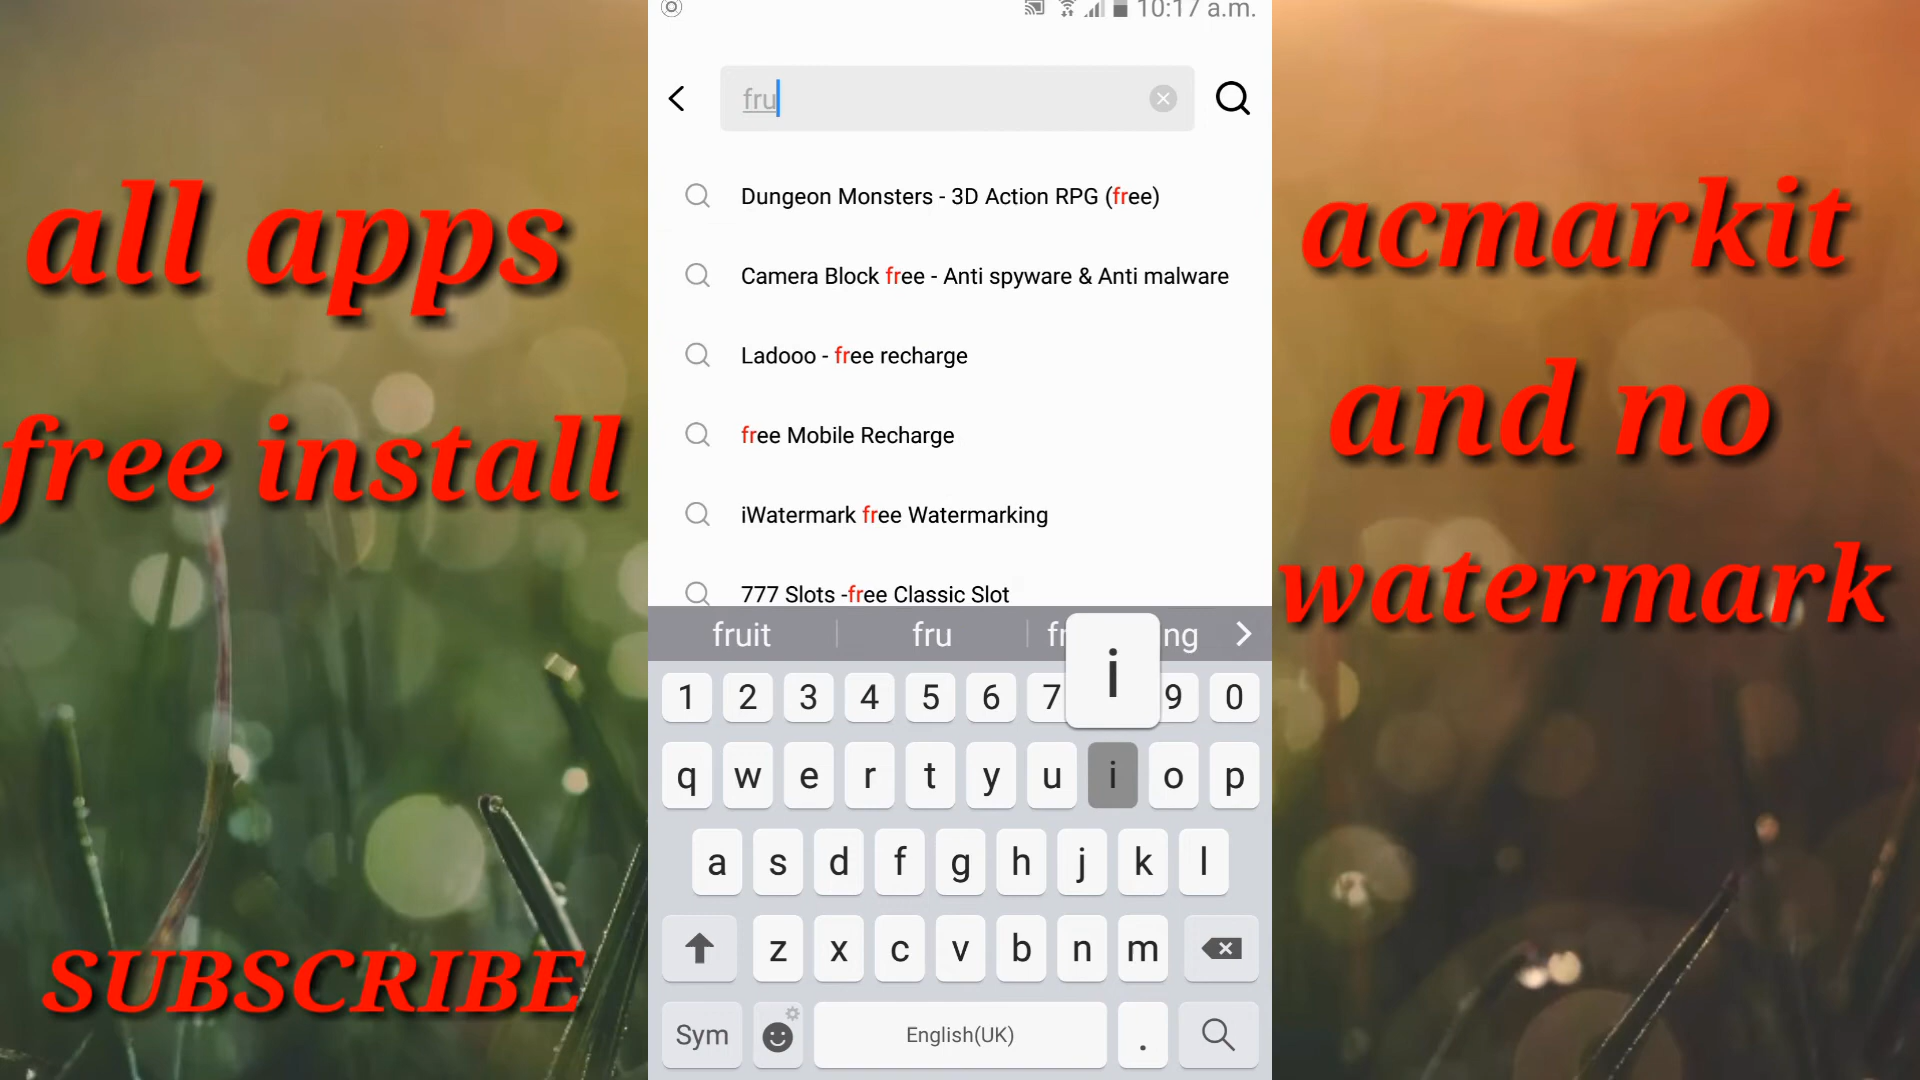 10:17 a.m.
fru
Dungeon Monsters - 3D Action RPG (free)
Camera Block free - Anti spyware & Anti malware
Ladooo - free recharge
free Mobile Recharge
iWatermark free Watermarking
777 Slots -free Classic Slot
fruit fru
i
1 2 3 4 5 6 7 9 0
q w e r t y u i o p
a s d f g h j k l
z x c v b n m
Sym English(UK) .
all apps
free install
SUBSCRIBE
acmarkit
and no
watermark